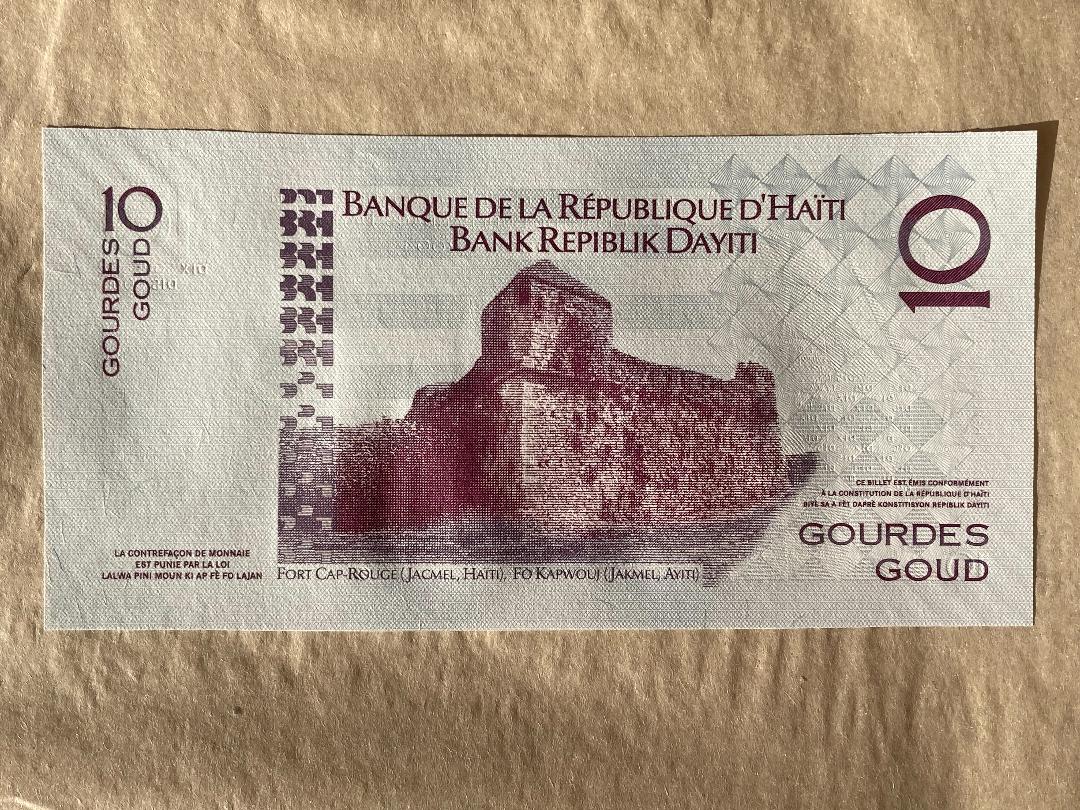 10
GOURDES
GOUD
BANQUE DE LA RÉPUBLIQUE D'HAÏTI
BANK REPIBLIK DAYITI
10
CE BILLET EST ÉMIS CONFORMÉMENT
À LA CONSTITUTION DE LA RÉPUBLIQUE D'HAÏTI
BIYÈ SA A FÈT DAPRÈ KONSTITISYON REPIBLIK DAYITI
GOURDES
GOUD
LA CONTREFAÇON DE MONNAIE
EST PUNIE PAR LA LOI
LALWA PINI MOUN KI AP FÈ FO LAJAN
FORT CAP-ROUGE (JACMEL, HAÏTI), FÒ KAPWOUJ (JAKMEL, AYITI)